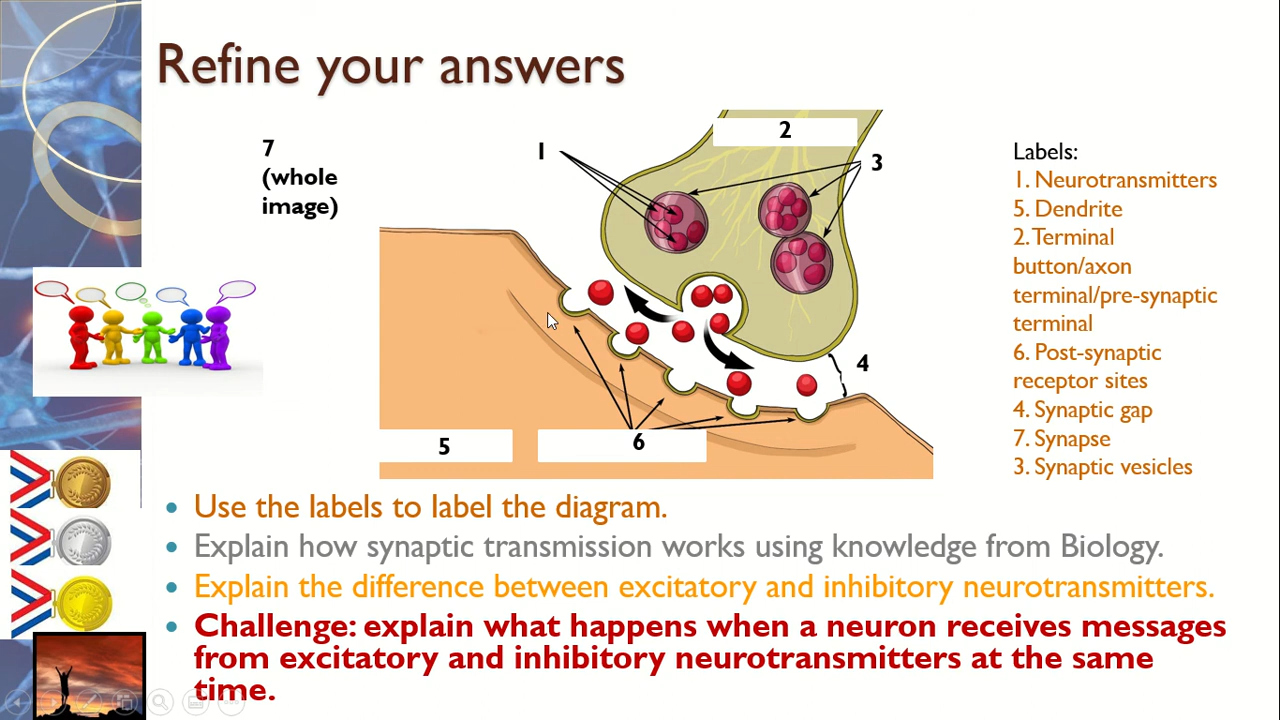 Refine your answers
7
(whole
image)
1
2
3
4
5
6
Labels:
1. Neurotransmitters
5. Dendrite
2. Terminal
button/axon
terminal/pre-synaptic
terminal
6. Post-synaptic
receptor sites
4. Synaptic gap
7. Synapse
3. Synaptic vesicles
• Use the labels to label the diagram.
• Explain how synaptic transmission works using knowledge from Biology.
• Explain the difference between excitatory and inhibitory neurotransmitters.
• Challenge: explain what happens when a neuron receives messages
from excitatory and inhibitory neurotransmitters at the same
time.